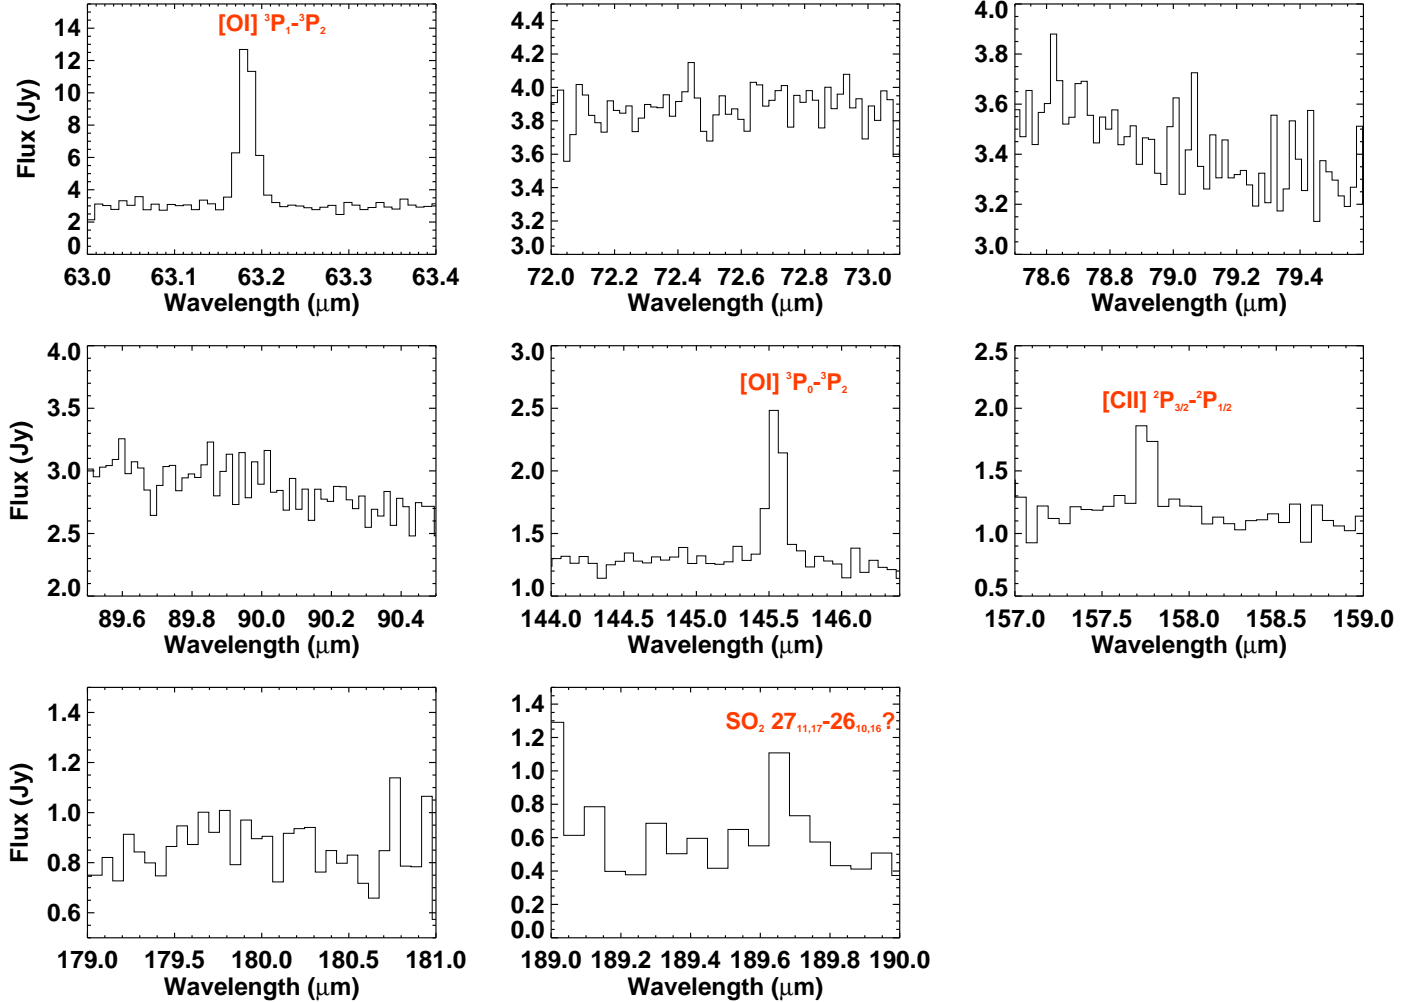 [OI] ³P₁-³P₂
14
12
10
8
6
4
2
0
Flux (Jy)
63.0 63.1 63.2 63.3 63.4
Wavelength (μm)
4.4
4.2
4.0
3.8
3.6
3.4
3.2
3.0
72.0 72.2 72.4 72.6 72.8 73.0
Wavelength (μm)
4.0
3.8
3.6
3.4
3.2
3.0
78.6 78.8 79.0 79.2 79.4
Wavelength (μm)
4.0
3.5
3.0
2.5
2.0
Flux (Jy)
89.6 89.8 90.0 90.2 90.4
Wavelength (μm)
[OI] ³P₀-³P₂
3.0
2.5
2.0
1.5
1.0
144.0 144.5 145.0 145.5 146.0
Wavelength (μm)
[CII] ²P₃/₂-²P₁/₂
2.5
2.0
1.5
1.0
0.5
157.0 157.5 158.0 158.5 159.0
Wavelength (μm)
1.4
1.2
1.0
0.8
0.6
Flux (Jy)
179.0 179.5 180.0 180.5 181.0
Wavelength (μm)
SO₂ 27₁₁,₁₇-26₁₀,₁₆?
1.4
1.2
1.0
0.8
0.6
0.4
0.2
0.0
189.0 189.2 189.4 189.6 189.8 190.0
Wavelength (μm)